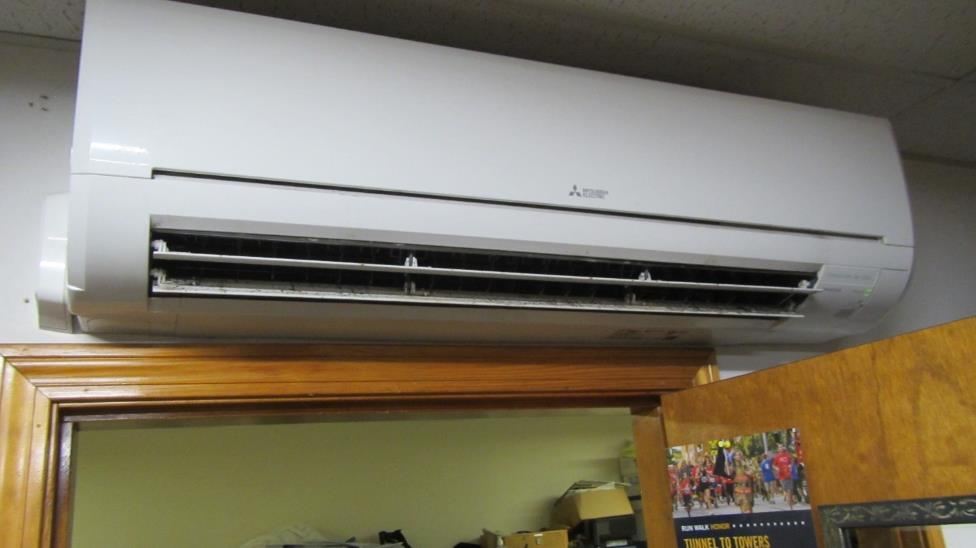 MITSUBISHI
ELECTRIC
RUN WALK HONOR
TUNNEL TO TOWERS